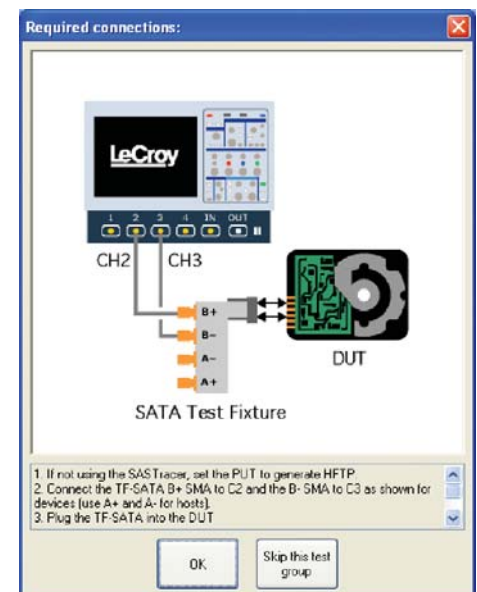 Required connections:
LeCroy
1 2 3 4 IN OUT
CH2 CH3
B+
B-
A-
A+
DUT
SATA Test Fixture
1. If not using the SASTracer, set the PUT to generate HFTP
2. Connect the TF-SATA B+ SMA to C2 and the B- SMA to C3 as shown for
devices (use A+ and A- for hosts).
3. Plug the TF-SATA into the DUT
OK
Skip this test
group